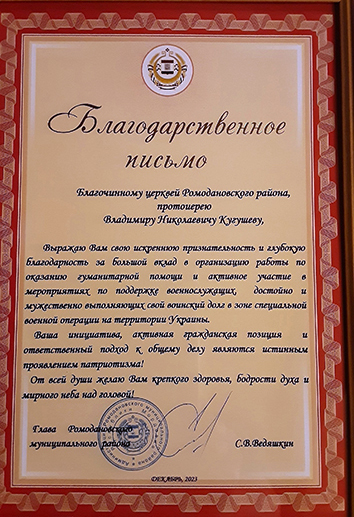 Благодарственное
письмо
Благочинному церквей Ромодановского района,
протоиерею
Владимиру Николаевичу Кугушеву,
Выражаю Вам свою искреннюю признательность и глубокую
благодарность за большой вклад в организацию работы по
оказанию гуманитарной помощи и активное участие в
мероприятиях по поддержке военнослужащих, достойно и
мужественно выполняющих свой воинский долг в зоне специальной
военной операции на территории Украины.
Ваша инициатива, активная гражданская позиция и
ответственный подход к общему делу являются истинным
проявлением патриотизма!
От всей души желаю Вам крепкого здоровья, бодрости духа и
мирного неба над головой!
Глава Ромодановского
муниципального района С.В.Ведяшкин
ДЕКАБРЬ, 2023